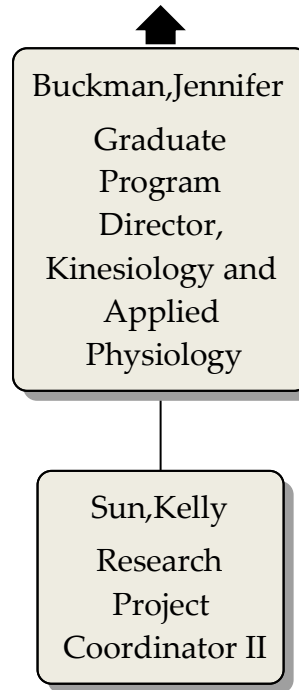 Buckman,Jennifer
Graduate
Program
Director,
Kinesiology and
Applied
Physiology
Sun,Kelly
Research
Project
Coordinator II